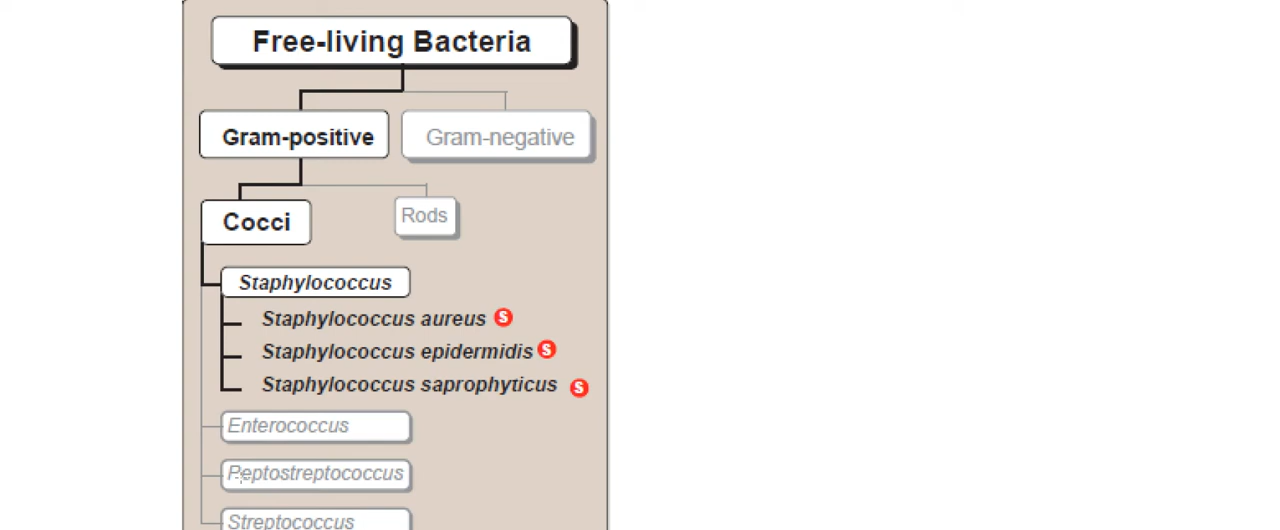 Free-living Bacteria
Gram-positive Gram-negative
Cocci Rods
Staphylococcus
Staphylococcus aureus S
Staphylococcus epidermidis S
Staphylococcus saprophyticus S
Enterococcus
Peptostreptococcus
Streptococcus